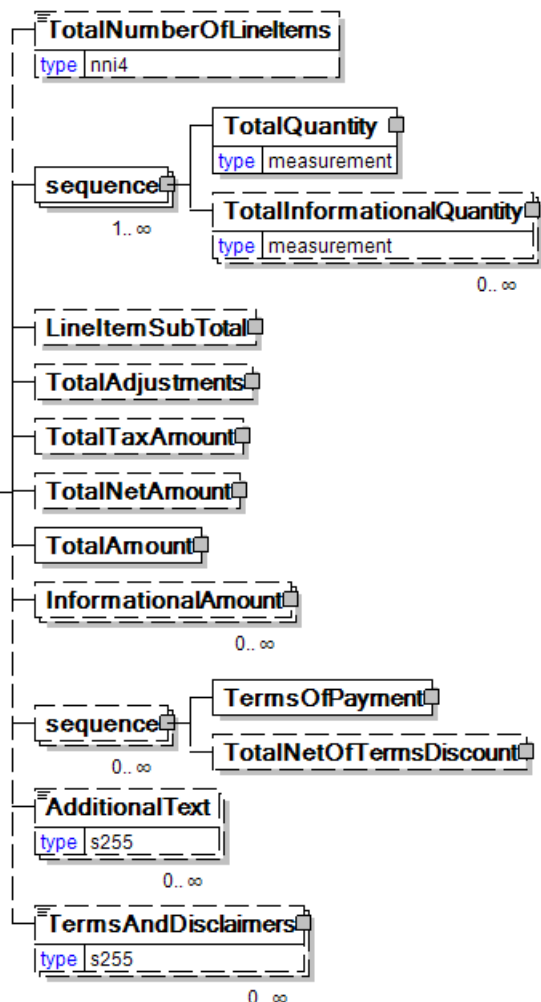 TotalNumberOfLineItems
type nni4
TotalQuantity
type measurement
sequence
1.. ∞
TotalInformationalQuantity
type measurement
0.. ∞
LineItemSubTotal
TotalAdjustments
TotalTaxAmount
TotalNetAmount
TotalAmount
InformationalAmount
0.. ∞
TermsOfPayment
sequence
0.. ∞
TotalNetOfTermsDiscount
AdditionalText
type s255
0.. ∞
TermsAndDisclaimers
type s255
0.. ∞